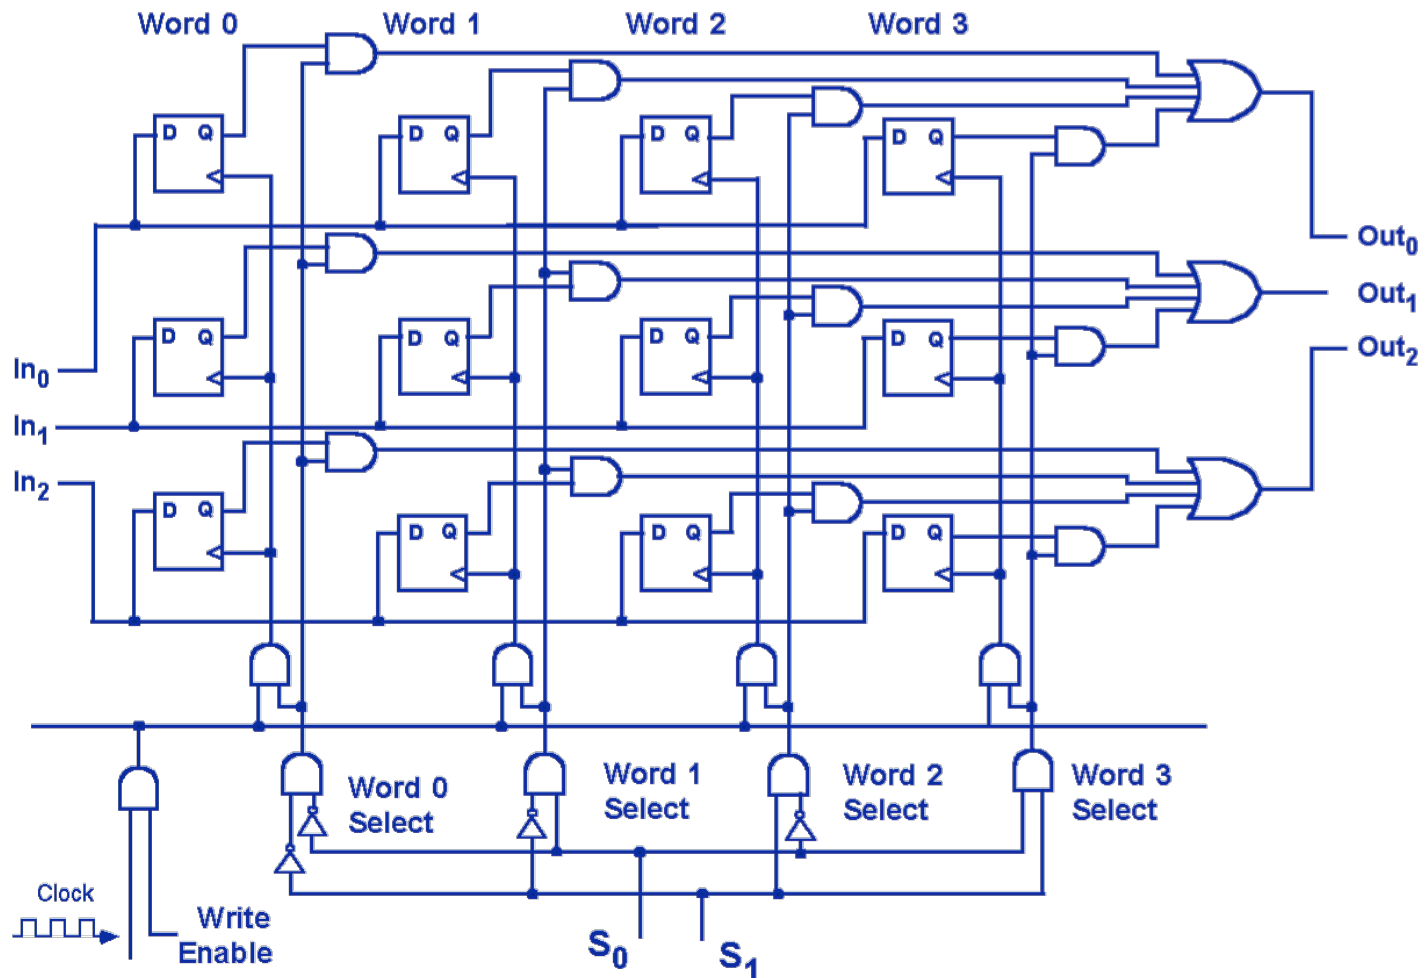 Word 0 Word 1 Word 2 Word 3
D Q D Q D Q D Q
Out0
Out1
D Q D Q D Q D Q
Out2
In0
In1
In2
D Q D Q D Q D Q
Word 0 Select
Word 1 Select
Word 2 Select
Word 3 Select
Clock
Write
Enable
S0 S1